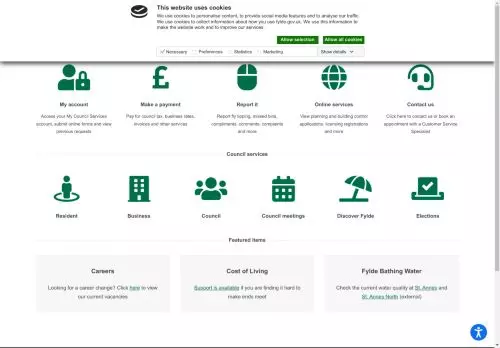 This website uses cookies
We use cookies to personalise content, to provide social media features and to analyse our traffic.
We use cookies to collect information about how you use fylde.gov.uk. We use this information to
make the website work and to improve our services
Allow selection
Allow all cookies
Necessary
Preferences
Statistics
Marketing
Show details
My account
Make a payment
Report it
Online services
Contact us
Access your My Council Services
account, submit online forms and view
previous requests
Pay for council tax, business rates,
invoices and other services
Report fly tipping, missed bins,
compliments, comments, complaints
and more
View planning and building control
applications, licensing registrations
and more
Click here to contact us or book an
appointment with a Customer Service
Specialist
Council services
Resident
Business
Council
Council meetings
Discover Fylde
Elections
Featured items
Careers
Looking for a career change? Click here to view
our current vacancies
Cost of Living
Support is available if you are finding it hard to
make ends meet
Fylde Bathing Water
Check the current water quality at St. Annes and
St. Annes North (external)